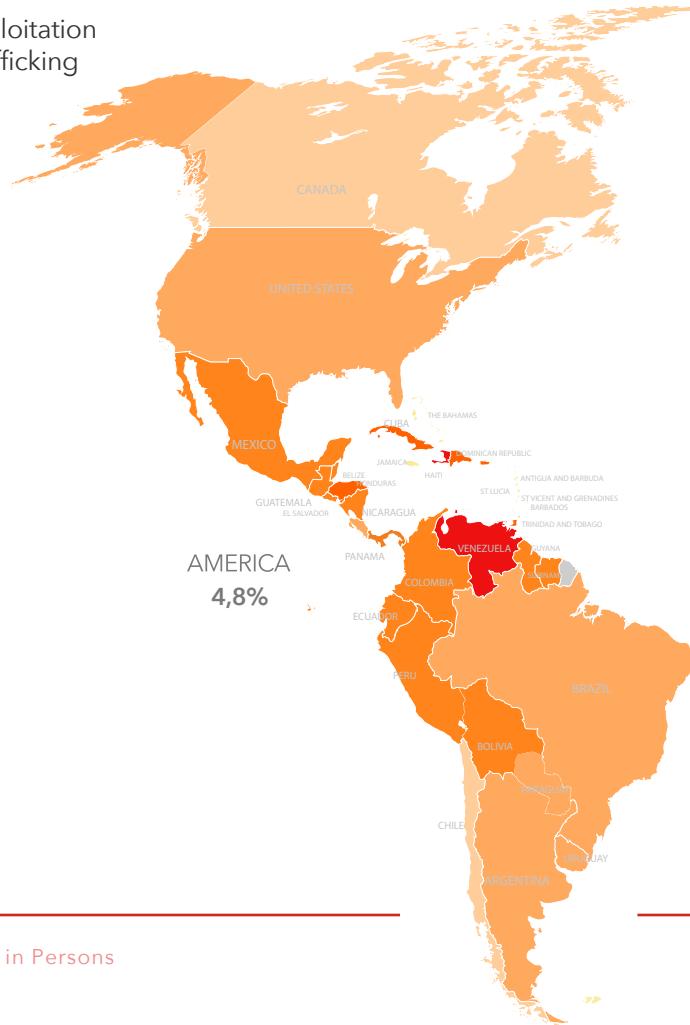 loitation
fficking
CANADA
UNITED STATES
MEXICO
CUBA
THE BAHAMAS
DOMINICAN REPUBLIC
JAMAICA
HAITI
BELIZE
HONDURAS
ANTIGUA AND BARBUDA
ST.LUCIA
ST VICENT AND GRENADINES
BARBADOS
GUATEMALA
EL SALVADOR
NICARAGUA
TRINIDAD AND TOBAGO
PANAMA
VENEZUELA
GUYANA
SURINAM
AMERICA
4,8%
COLOMBIA
ECUADOR
PERU
BRAZIL
BOLIVIA
PARAGUAY
CHILE
URUGUAY
ARGENTINA
in Persons